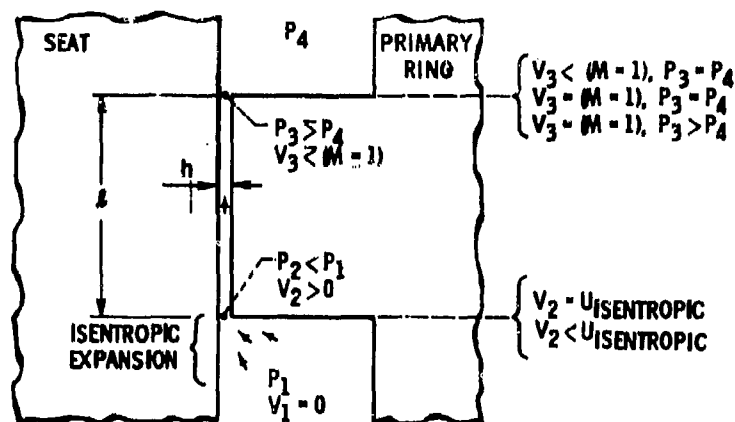 SEAT
P4
PRIMARY
RING
V3 < (M = 1), P3 = P4
V3 = (M = 1), P3 = P4
V3 = (M = 1), P3 > P4
P3 ≥ P4
V3 ≤ (M = 1)
h
ℓ
P2 < P1
V2 > 0
V2 = UISENTROPIC
V2 < UISENTROPIC
ISENTROPIC
EXPANSION
P1
V1 = 0